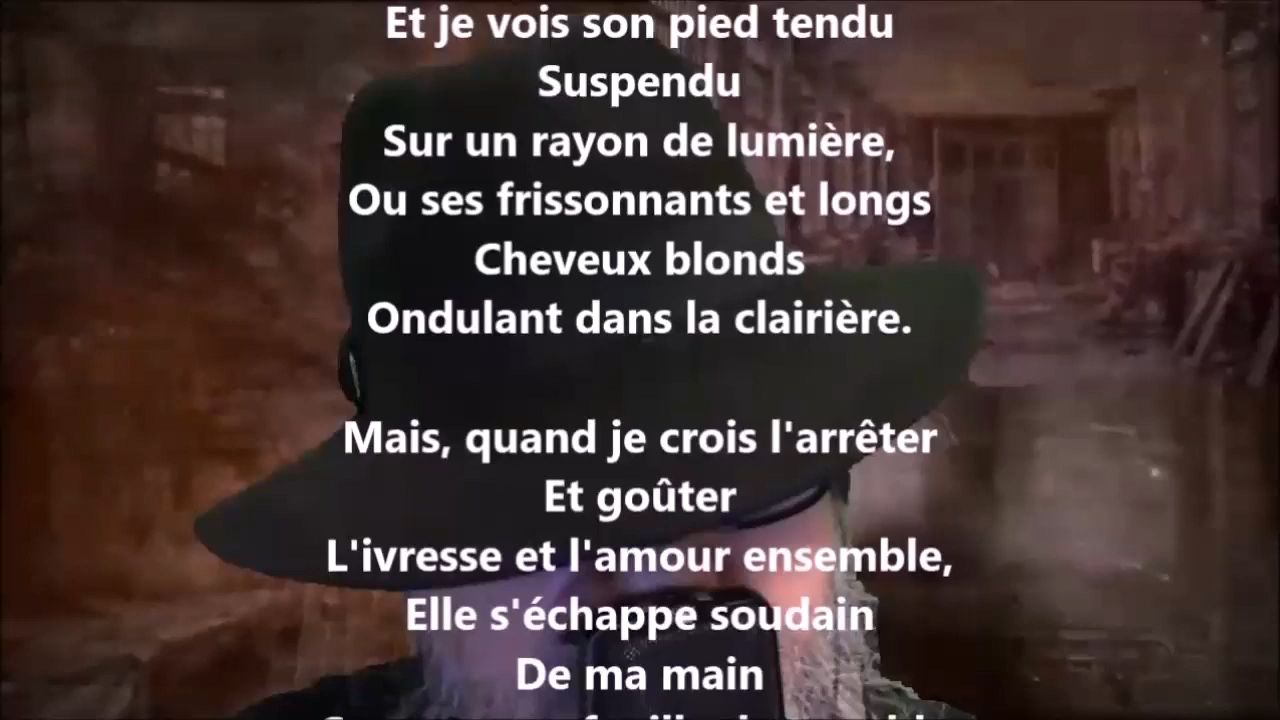 Et je vois son pied tendu
Suspendu
Sur un rayon de lumière,
Ou ses frissonnants et longs
Cheveux blonds
Ondulant dans la clairière.
Mais, quand je crois l'arrêter
Et goûter
L'ivresse et l'amour ensemble,
Elle s'échappe soudain
De ma main